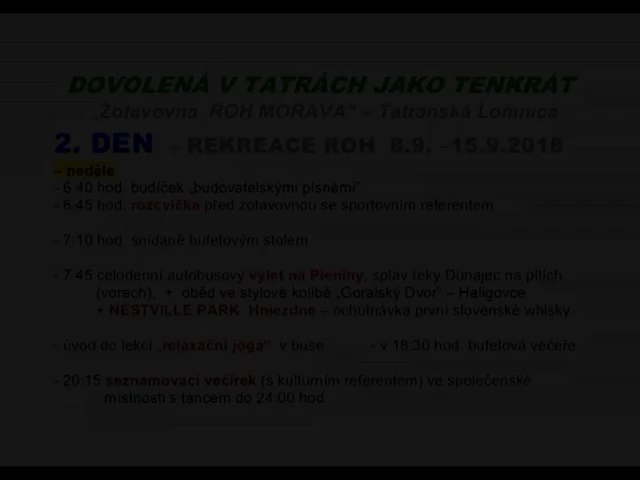 DOVOLENÁ V TATRÁCH JAKO TENKRÁT
„Zotavovna ROH MORAVA" – Tatranská Lomnica
2. DEN - REKREACE ROH 8.9. –15.9.2018
– neděle
- 6:40 hod. budíček „budovatelskými písněmi"
- 6:45 hod. rozcvička před zotavovnou se sportovním referentem
- 7:10 hod. snídaně bufetovým stolem
- 7:45 celodenní autobusový výlet na Pieniny, splav řeky Dunajec na pltích
(vorech), + oběd ve stylové kolibě „Goralský Dvor" – Haligovce
+ NESTVILLE PARK Hniezdne – ochutnávka první slovenské whisky
- úvod do lekcí „relaxační jóga" v buse - v 18:30 hod. bufetová večeře
- 20:15 seznamovací večírek (s kulturním referentem) ve společenské
místnosti s tancem do 24:00 hod